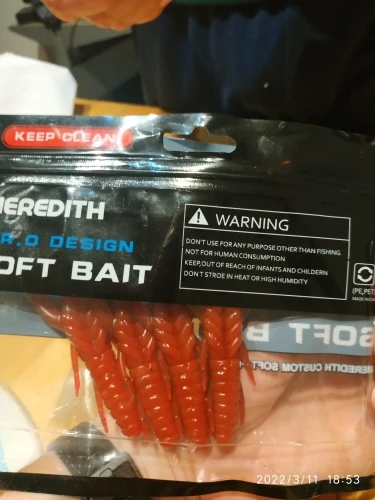 KEEP CLEAN
MEREDITH
R.O DESIGN
SOFT BAIT
WARNING
DON'T USE FOR ANY PURPOSE OTHER THAN FISHING.
NOT FOR HUMAN CONSUMPTION
KEEP,OUT OF REACH OF INFANTS AND CHILDERN
DON'T STROE IN HEAT OR HIGH HUMIDITY
(PE,PET
MADE IN
SOFT B
MEREDITH CUSTOM SOFT
2022/3/11 18:53